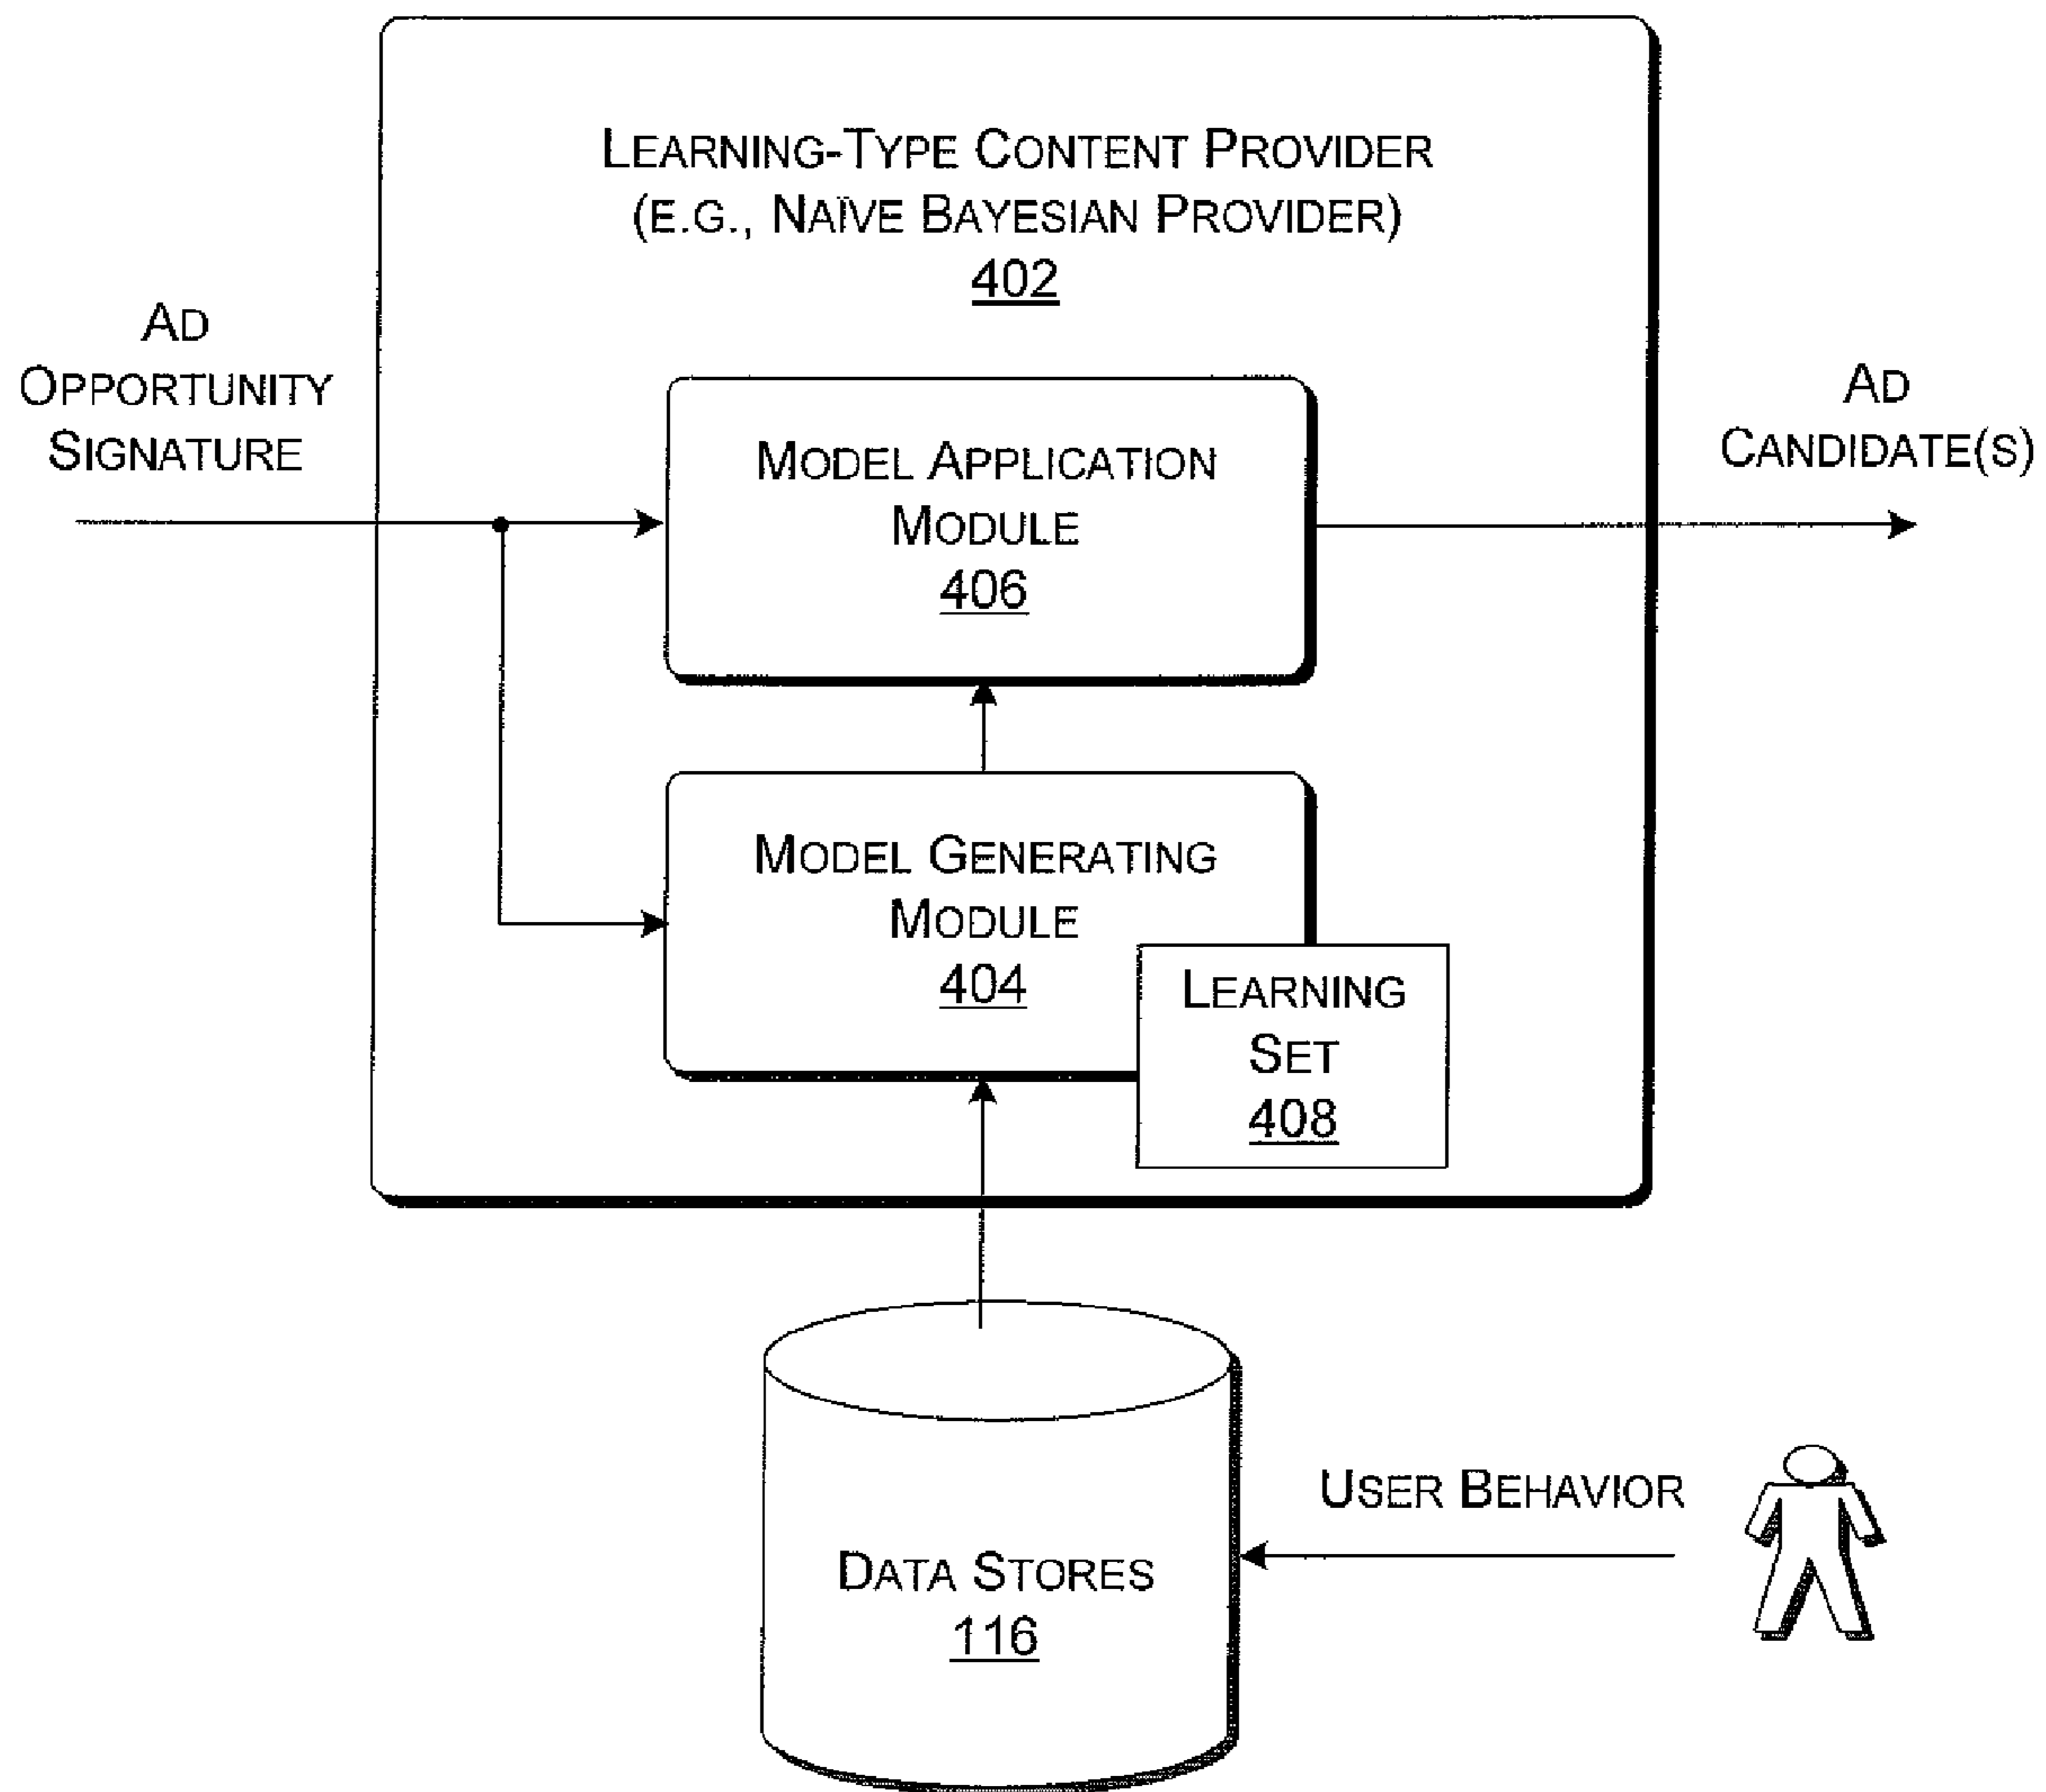 LEARNING-TYPE CONTENT PROVIDER
(E.G., NAÏVE BAYESIAN PROVIDER)
402
AD
OPPORTUNITY
SIGNATURE
AD
CANDIDATE(S)
MODEL APPLICATION
MODULE
406
MODEL GENERATING
MODULE
404
LEARNING
SET
408
USER BEHAVIOR
DATA STORES
116